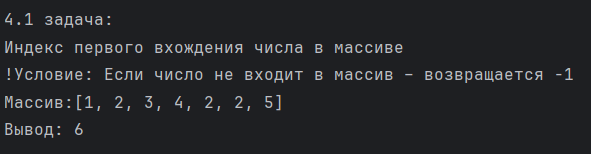 4.1 задача:
Индекс первого вхождения числа в массиве
!Условие: Если число не входит в массив – возвращается -1
Массив:[1, 2, 3, 4, 2, 2, 5]
Вывод: 6